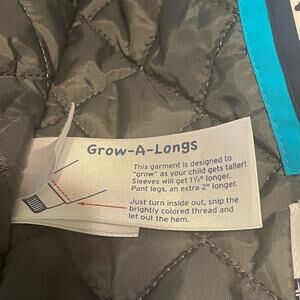 Grow-A-Longs
This garment is designed to
"grow" as your child gets taller!
Sleeves will get 1½" longer.
Pant legs, an extra 2" longer.
Just turn inside out, snip the
brightly colored thread and
let out the hem.